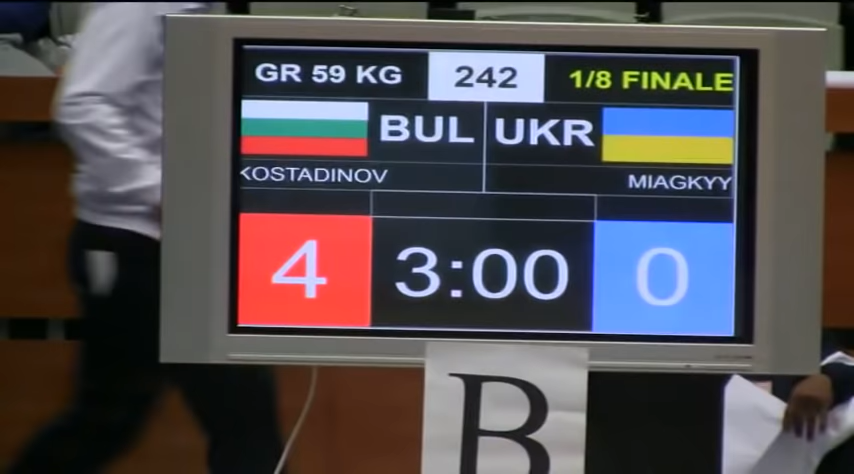 GR 59 KG 242 1/8 FINALE
BUL UKR
KOSTADINOV MIAGKYY
4 3:00 0
B